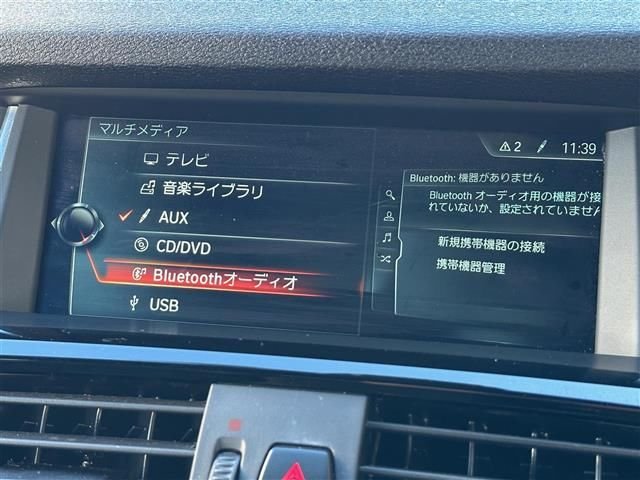 マルチメディア
2
11:39
テレビ
音楽ライブラリ
AUX
CD/DVD
Bluetoothオーディオ
USB
Bluetooth: 機器がありません
Bluetooth オーディオ用の機器が接
れていないか、設定されていませ
新規携帯機器の接続
携帯機器管理